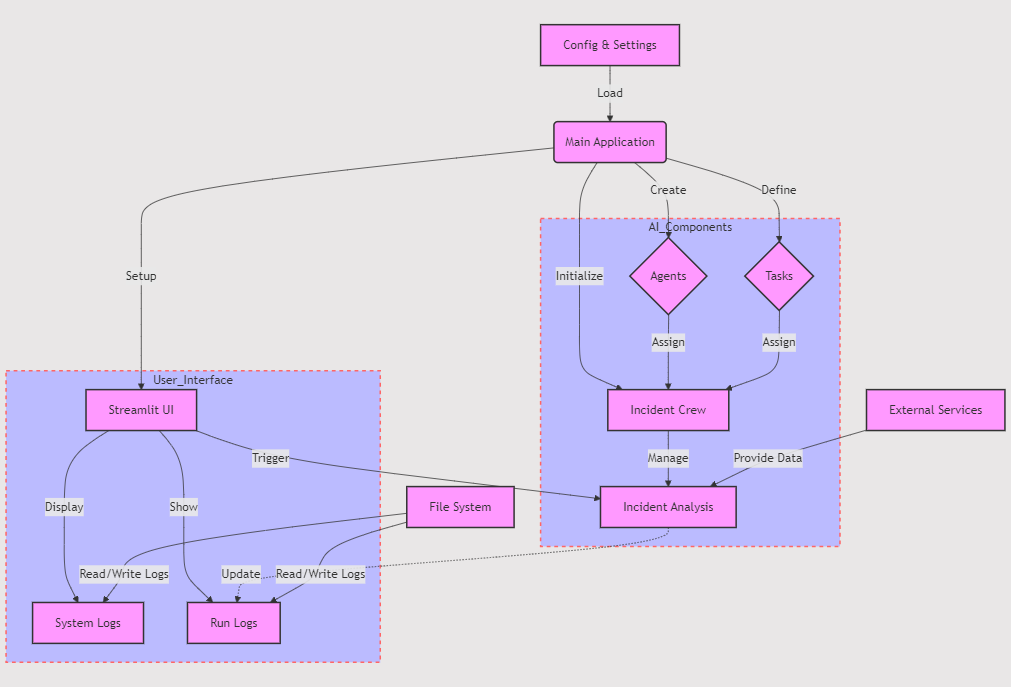 Config & Settings
Load
Main Application
Create
Define
AI_Components
Setup
Initialize
Agents
Tasks
Assign
Assign
User_Interface
Streamlit UI
Incident Crew
External Services
Trigger
Manage
Provide Data
Display
Show
File System
Incident Analysis
Read/Write Logs
Update
Read/Write Logs
System Logs
Run Logs